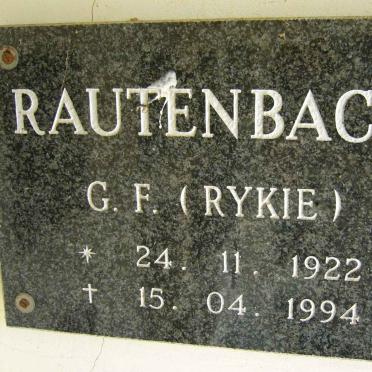 RAUTENBAC
G. F. (RYKIE)
* 24. 11. 1922
† 15. 04. 1994